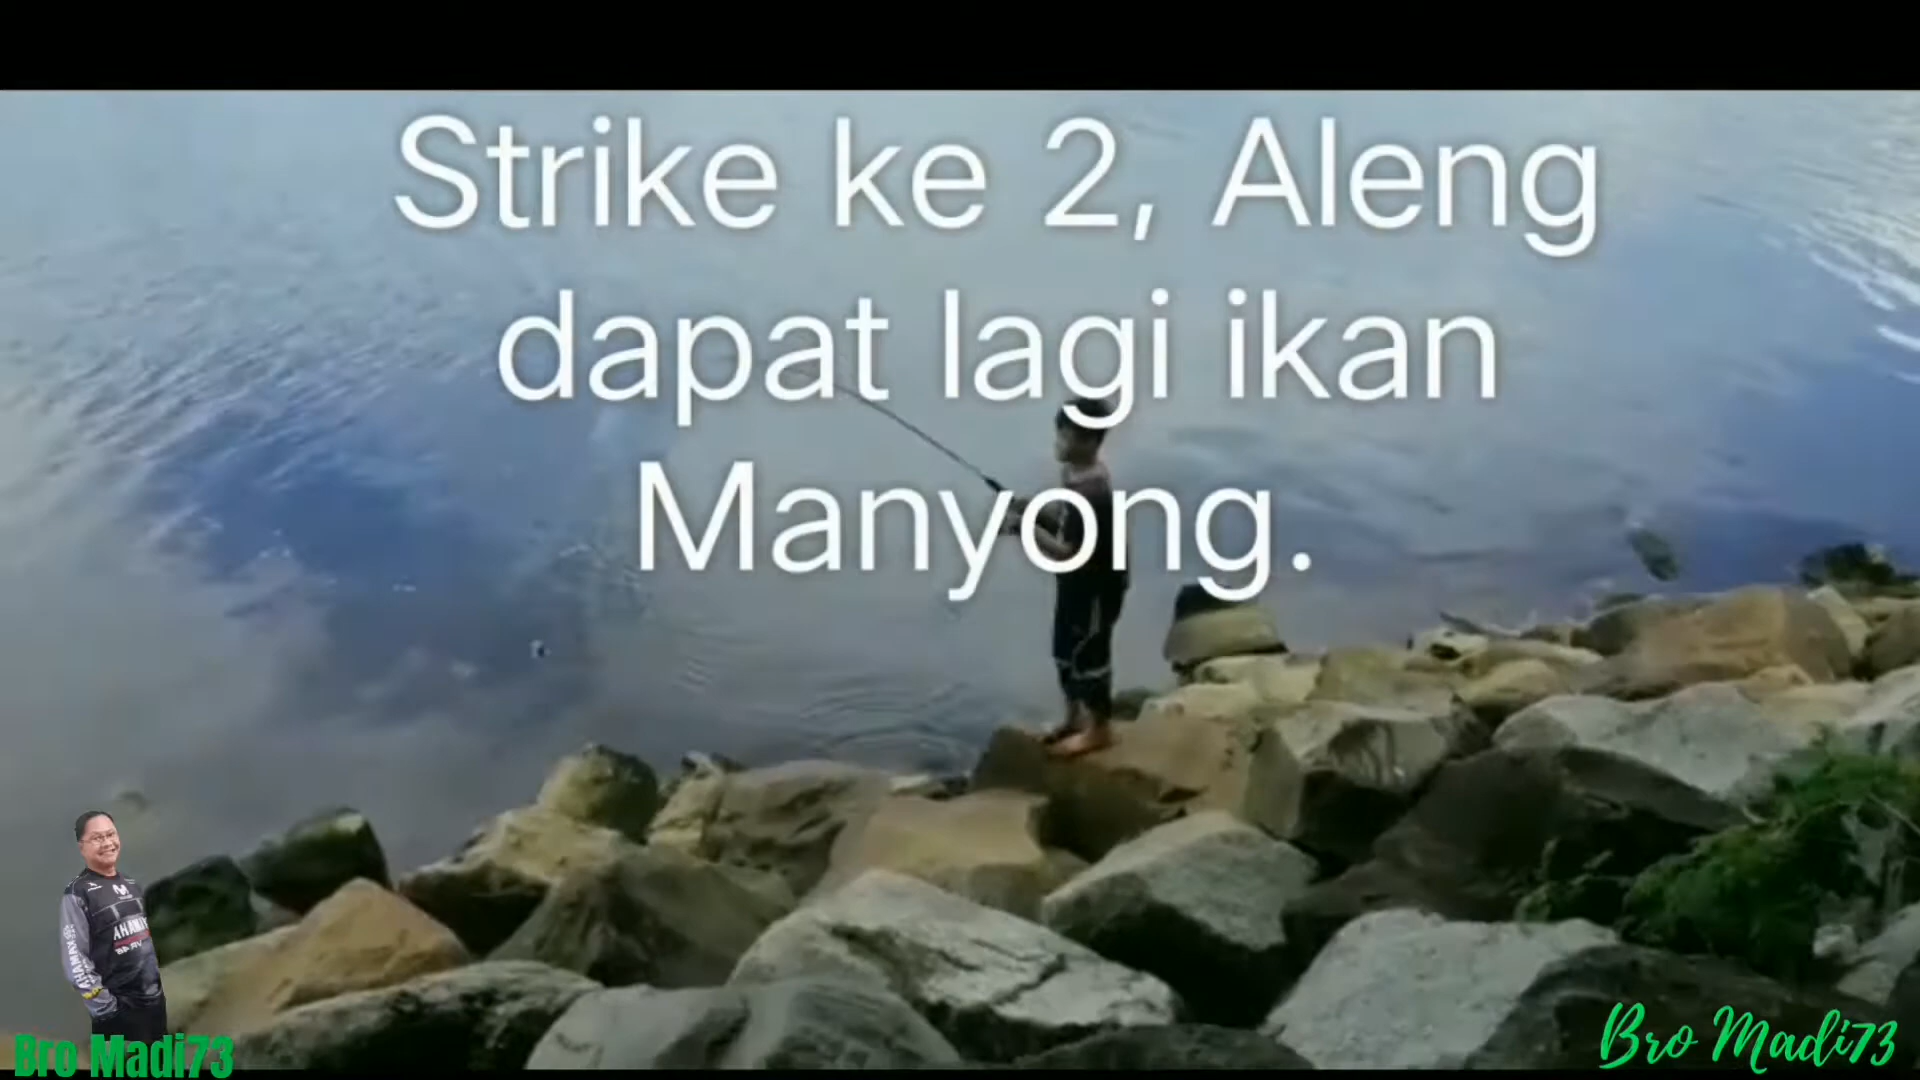 Strike ke 2, Aleng
dapat lagi ikan
Manyong.
Bro Madi73
Bro Madi73